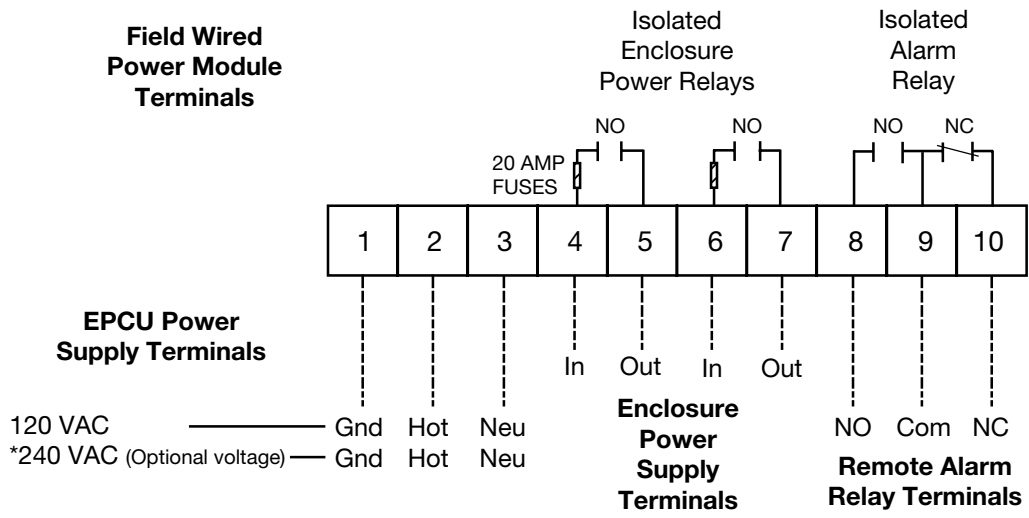 Field Wired
Power Module
Terminals
Isolated
Enclosure
Power Relays
Isolated
Alarm
Relay
NO
NO
NO
NC
20 AMP
FUSES
1 2 3 4 5 6 7 8 9 10
EPCU Power
Supply Terminals
In Out In Out
120 VAC Gnd Hot Neu
*240 VAC (Optional voltage) Gnd Hot Neu
Enclosure
Power
Supply
Terminals
NO Com NC
Remote Alarm
Relay Terminals